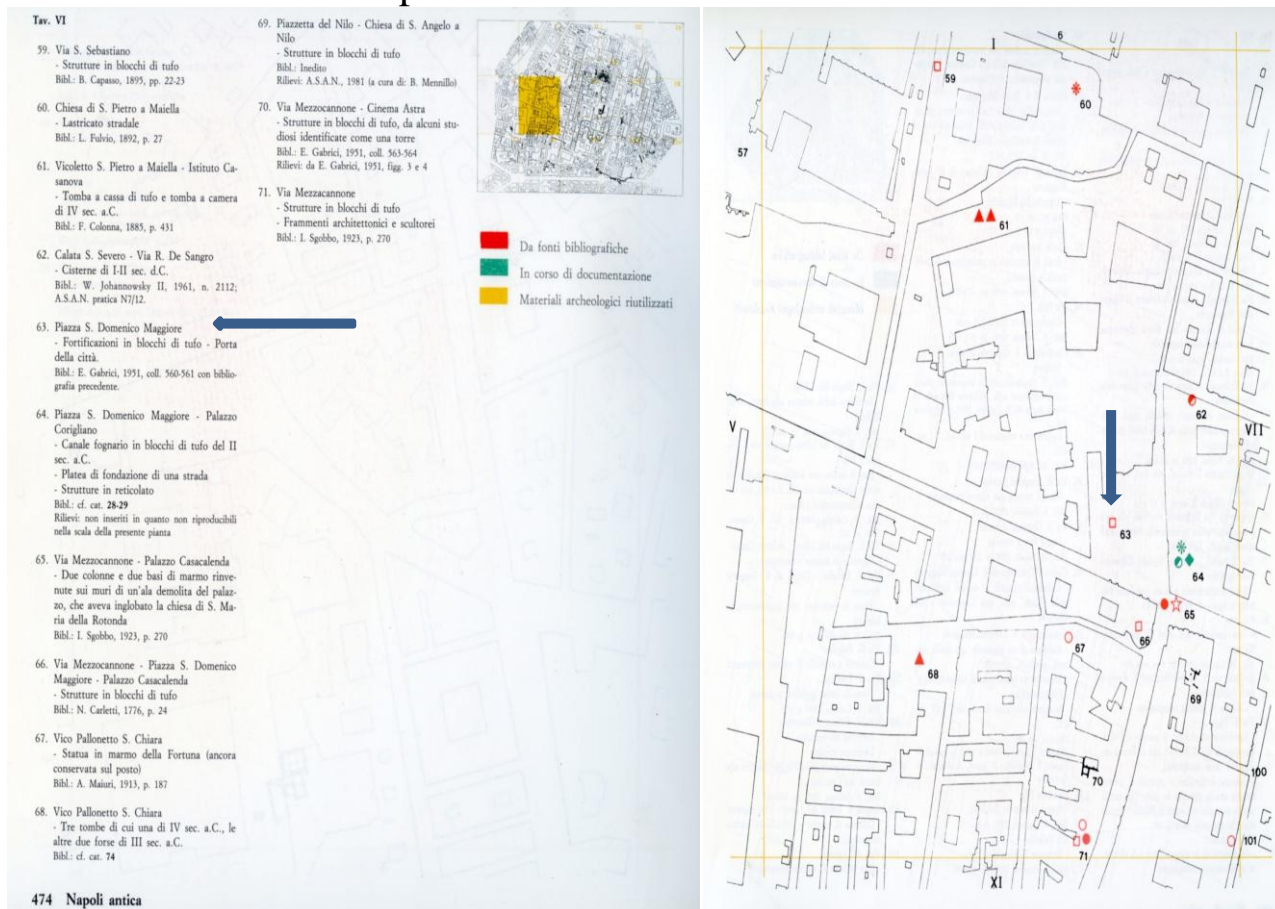 Tav. VI
59. Via S. Sebastiano
- Strutture in blocchi di tufo
Bibl.: B. Capasso, 1895, pp. 22-23
60. Chiesa di S. Pietro a Maiella
- Lastricato stradale
Bibl.: L. Fulvio, 1892, p. 27
61. Vicoletto S. Pietro a Maiella - Istituto Ca-
sanova
- Tomba a cassa di tufo e tomba a camera
di IV sec. a.C.
Bibl.: F. Colonna, 1885, p. 431
62. Calata S. Severo - Via R. De Sangro
- Cisterne di I-II sec. d.C.
Bibl.: W. Johannowsky II, 1961, n. 2112;
A.S.A.N. pratica N7/12.
63. Piazza S. Domenico Maggiore
- Fortificazioni in blocchi di tufo - Porta
della città.
Bibl.: E. Gabrici, 1951, coll. 560-561 con biblio-
grafia precedente.
64. Piazza S. Domenico Maggiore - Palazzo
Corigliano
- Canale fognario in blocchi di tufo del II
sec. a.C.
- Platea di fondazione di una strada
- Strutture in reticolato
Bibl.: cf. cat. 28-29
Rilievi: non inseriti in quanto non riproducibili
nella scala della presente pianta
65. Via Mezzocannone - Palazzo Casacalenda
- Due colonne e due basi di marmo rinve-
nute sui muri di un'ala demolita del palaz-
zo, che aveva inglobato la chiesa di S. Ma-
ria della Rotonda
Bibl.: I. Sgobbo, 1923, p. 270
66. Via Mezzocannone - Piazza S. Domenico
Maggiore - Palazzo Casacalenda
- Strutture in blocchi di tufo
Bibl.: N. Carletti, 1776, p. 24
67. Vico Pallonetto S. Chiara
- Statua in marmo della Fortuna (ancora
conservata sul posto)
Bibl.: A. Maiuri, 1913, p. 187
68. Vico Pallonetto S. Chiara
- Tre tombe di cui una di IV sec. a.C., le
altre due forse di III sec. a.C.
Bibl.: cf. cat. 74
474 Napoli antica
69. Piazzetta del Nilo - Chiesa di S. Angelo a
Nilo
- Strutture in blocchi di tufo
Bibl.: Inedito
Rilievi: A.S.A.N., 1981 (a cura di: B. Mennillo)
70. Via Mezzocannone - Cinema Astra
- Strutture in blocchi di tufo, da alcuni stu-
diosi identificate come una torre
Bibl.: E. Gabrici, 1951, coll. 563-564
Rilievi: da E. Gabrici, 1951, figg. 3 e 4
71. Via Mezzacannone
- Strutture in blocchi di tufo
- Frammenti architettonici e scultorei
Bibl.: I. Sgobbo, 1923, p. 270
Da fonti bibliografiche
In corso di documentazione
Materiali archeologici riutilizzati
I
6
59
60
57
61
62
V
VII
63
64
65
66
67
68
69
70
100
71
101
XI